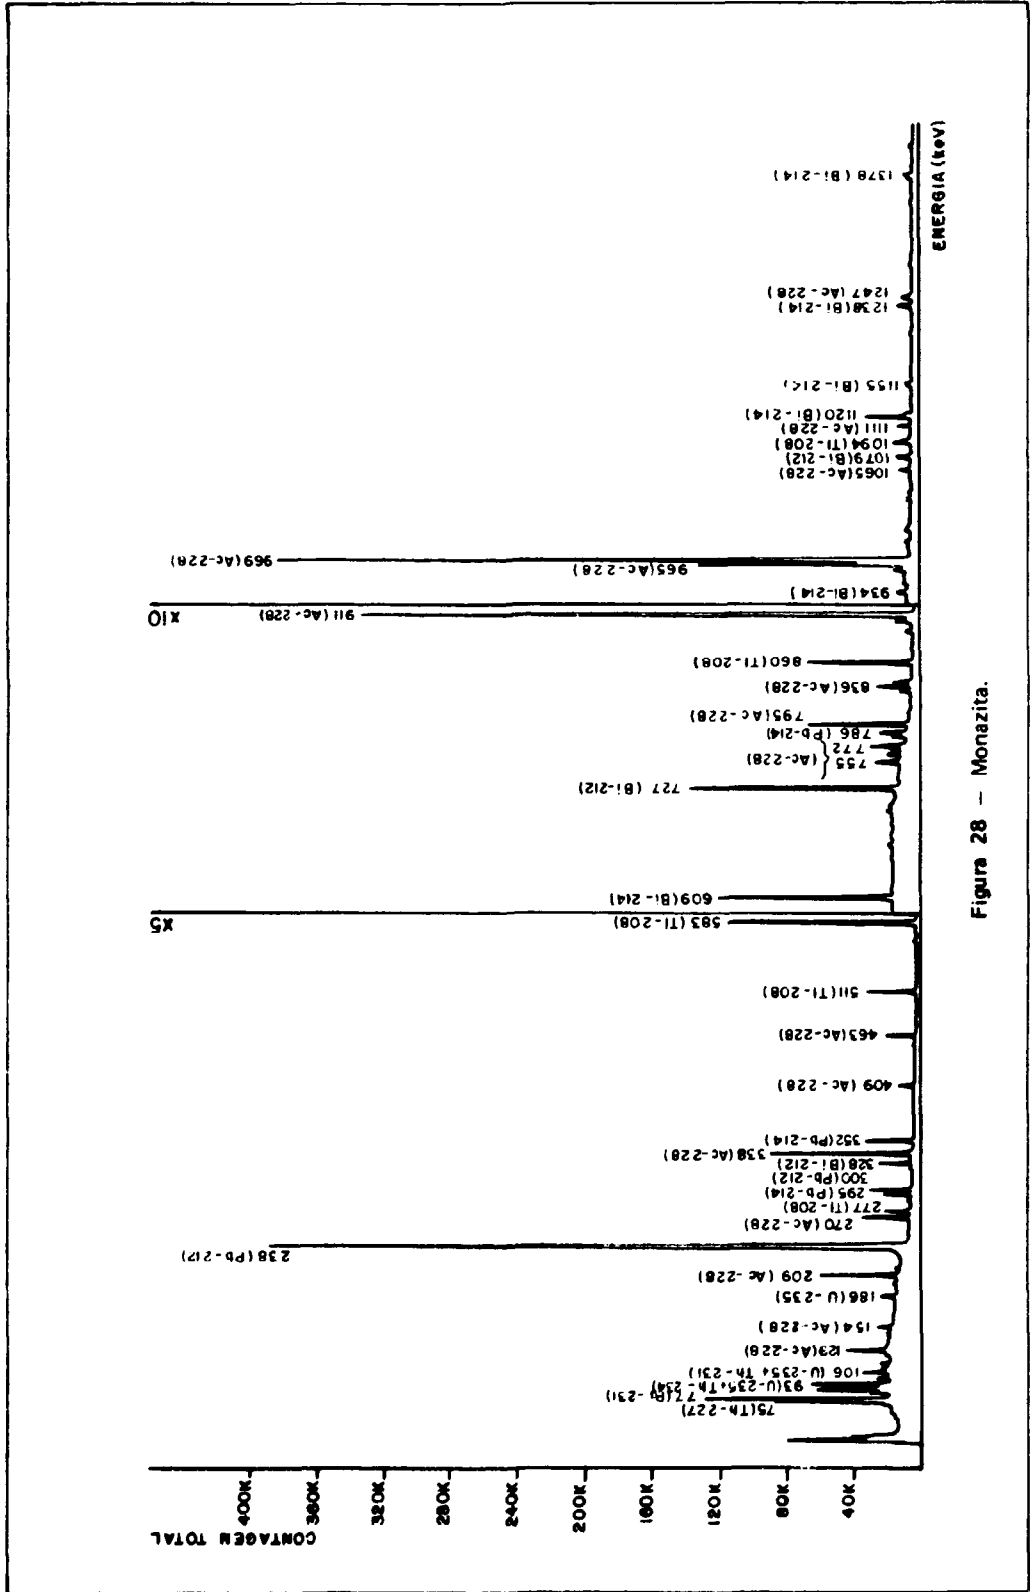 CONTAGEM TOTAL
400K
360K
320K
280K
240K
200K
160K
120K
80K
40K
75(Th-227)
77(Pa-231)
93(U-235+Th-234)
106 (U-235+Th-231)
129(Ac-228)
154(Ac-228)
186(U-235)
209 (Ac-228)
238(Pb-212)
270(Ac-228)
277(Tl-208)
295(Pb-214)
300(Pb-212)
328(Bi-212)
338(Ac-228)
352(Pb-214)
409 (Ac-228)
463(Ac-228)
511(Tl-208)
583(Tl-208)
X5
609(Bi-214)
727 (Bi-212)
755
772
(Ac-228)
786 (Pb-214)
795(Ac-228)
836(Ac-228)
860(Tl-208)
911 (Ac-228)
X10
934(Bi-214)
965(Ac-228)
969(Ac-228)
1065(Ac-228)
1079(Bi-212)
1094(Tl-208)
1111(Ac-228)
1120(Bi-214)
1155(Bi-214)
1238(Bi-214)
1247(Ac-228)
1378 (Bi-214)
ENERGIA (keV)
Figura 28 – Monazita.